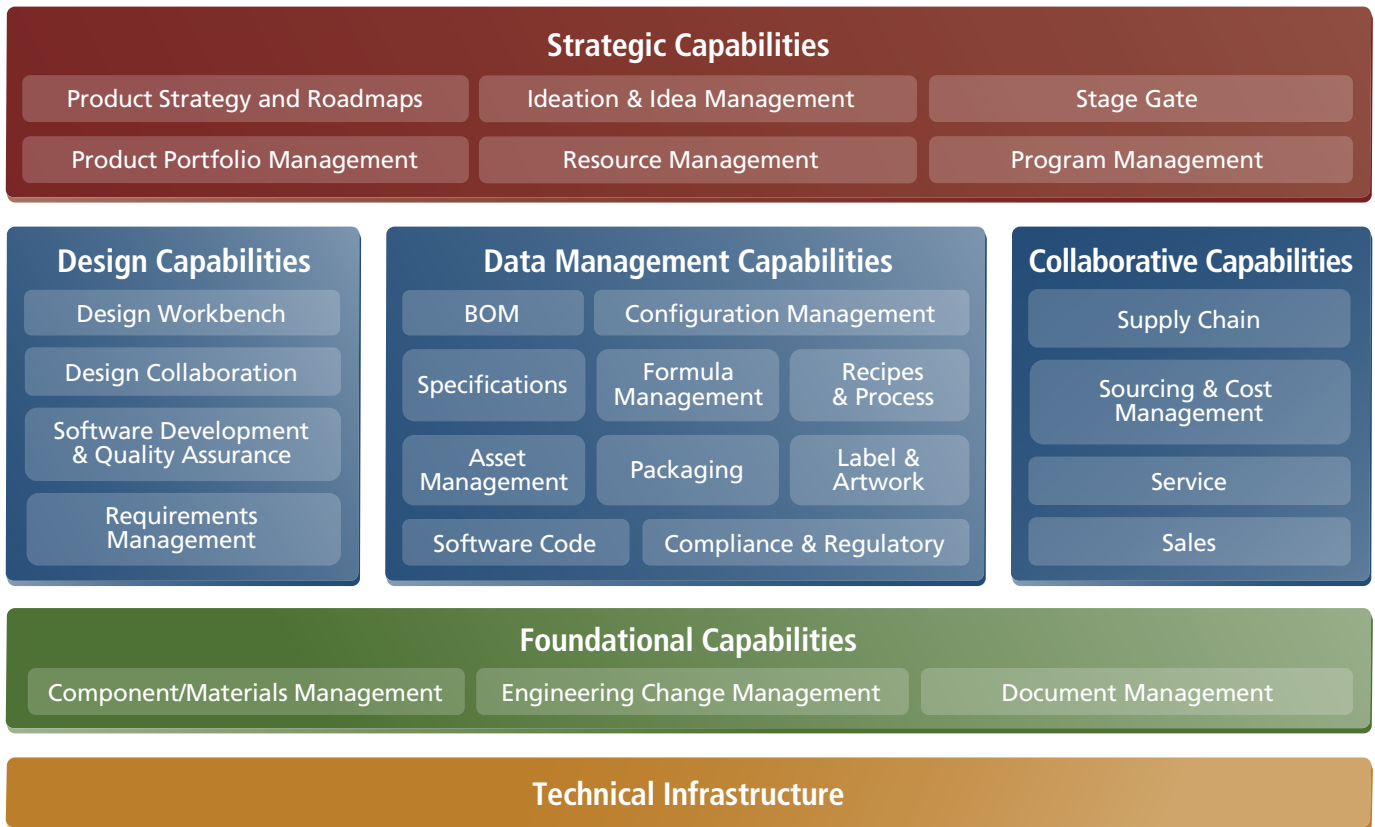 Strategic Capabilities
Product Strategy and Roadmaps
Ideation & Idea Management
Stage Gate
Product Portfolio Management
Resource Management
Program Management
Design Capabilities
Design Workbench
Design Collaboration
Software Development
& Quality Assurance
Requirements
Management
Data Management Capabilities
BOM
Configuration Management
Specifications
Formula
Management
Recipes
& Process
Asset
Management
Packaging
Label &
Artwork
Software Code
Compliance & Regulatory
Collaborative Capabilities
Supply Chain
Sourcing & Cost
Management
Service
Sales
Foundational Capabilities
Component/Materials Management
Engineering Change Management
Document Management
Technical Infrastructure